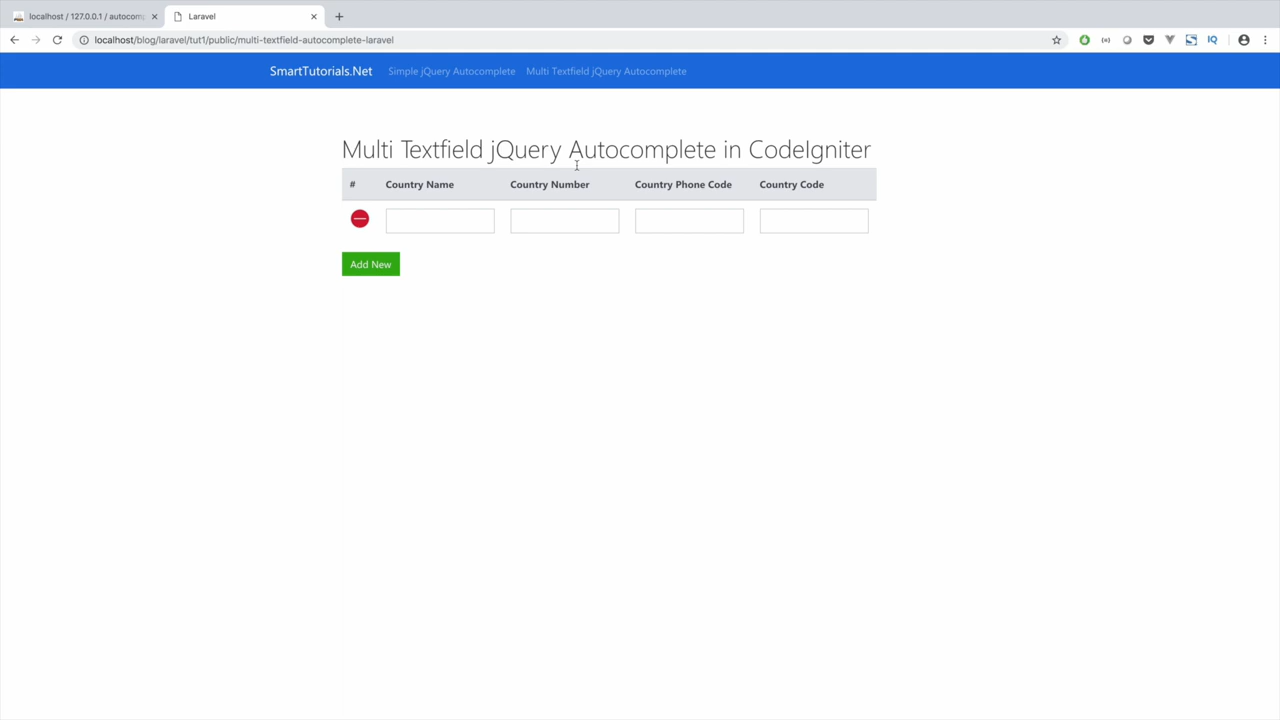 localhost / 127.0.0.1 / autocomp
Laravel
localhost/blog/laravel/tut1/public/multi-textfield-autocomplete-laravel
IQ
SmartTutorials.Net Simple jQuery Autocomplete Multi Textfield jQuery Autocomplete
Multi Textfield jQuery Autocomplete in CodeIgniter
# Country Name Country Number Country Phone Code Country Code
Add New